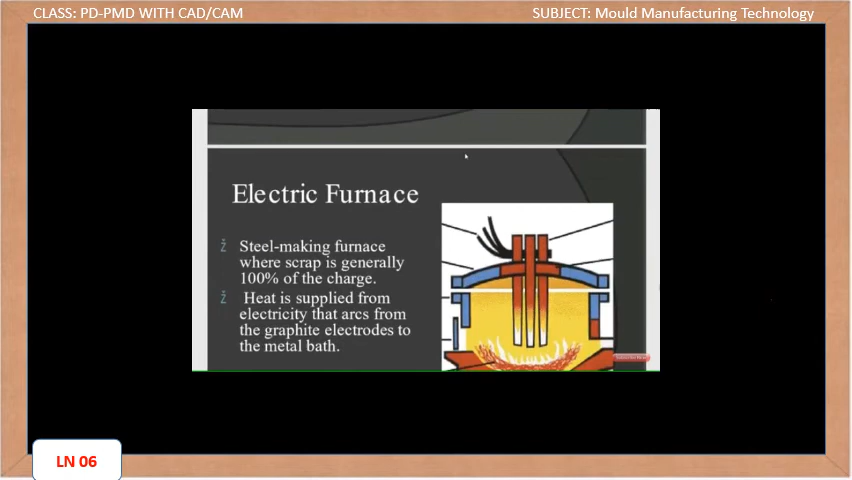 CLASS: PD-PMD WITH CAD/CAM
SUBJECT: Mould Manufacturing Technology
Electric Furnace
ž Steel-making furnace
where scrap is generally
100% of the charge.
ž Heat is supplied from
electricity that arcs from
the graphite electrodes to
the metal bath.
LN 06